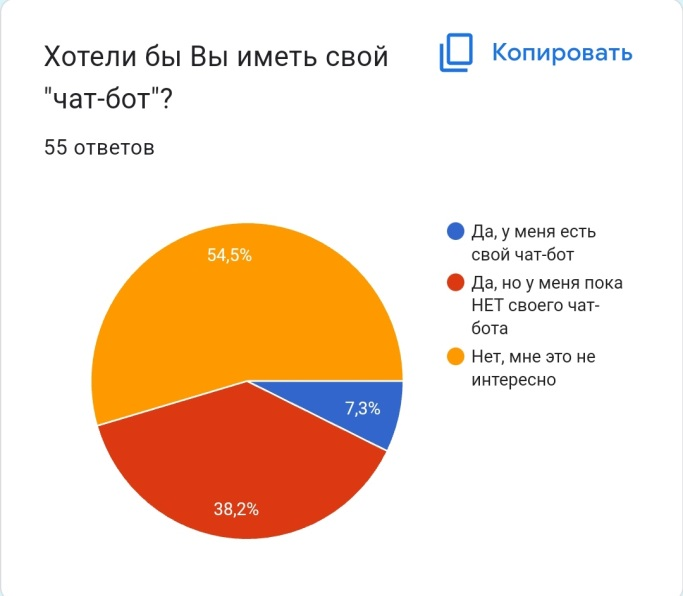 Хотели бы Вы иметь свой
"чат-бот"?
Копировать
55 ответов
54,5%
7,3%
38,2%
Да, у меня есть
свой чат-бот
Да, но у меня пока
НЕТ своего чат-
бота
Нет, мне это не
интересно